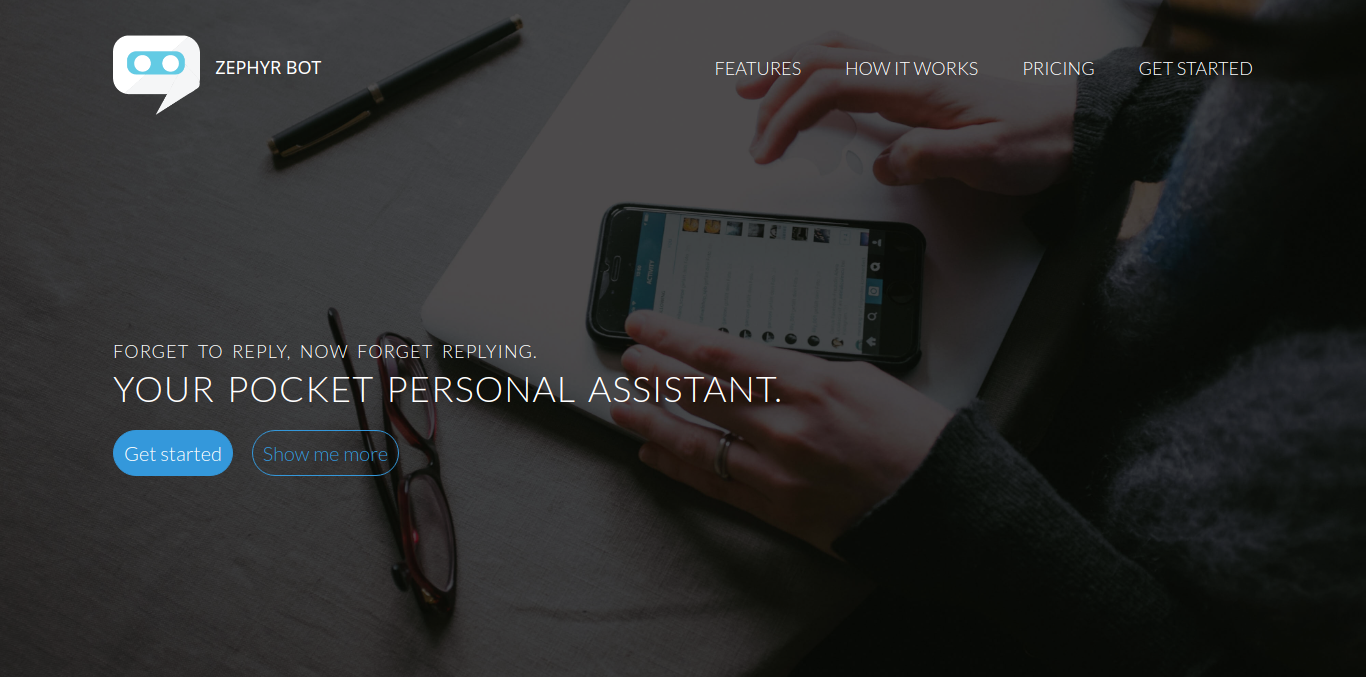 ZEPHYR BOT
FEATURES
HOW IT WORKS
PRICING
GET STARTED
FORGET TO REPLY, NOW FORGET REPLYING.
YOUR POCKET PERSONAL ASSISTANT.
Get started
Show me more
ACTIVITY